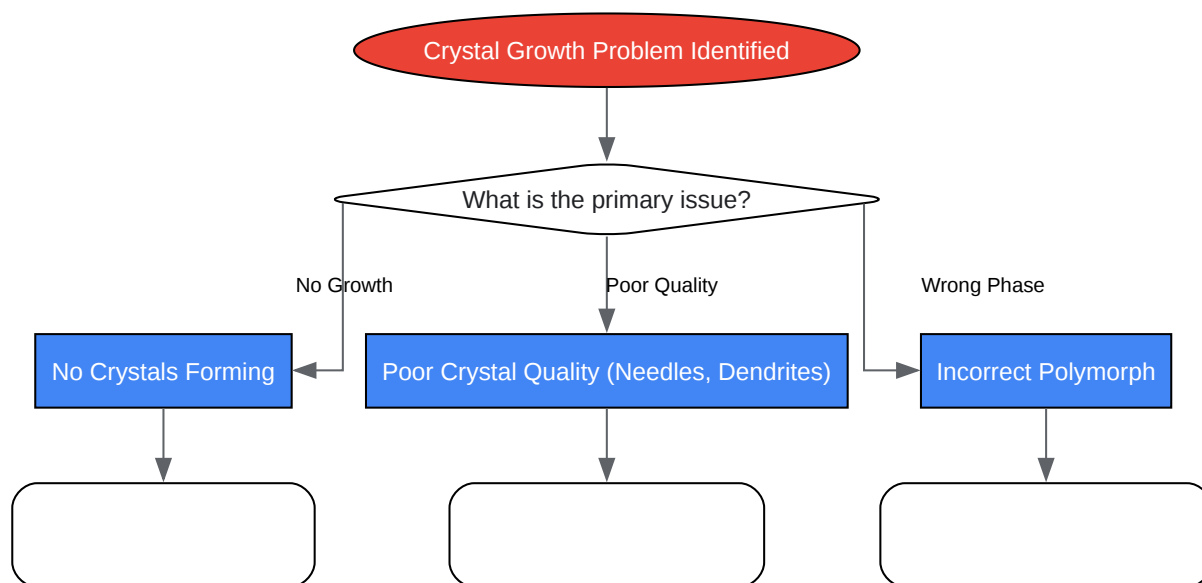 Crystal Growth Problem Identified
What is the primary issue?
No Growth
Poor Quality
Wrong Phase
No Crystals Forming
Poor Crystal Quality (Needles, Dendrites)
Incorrect Polymorph